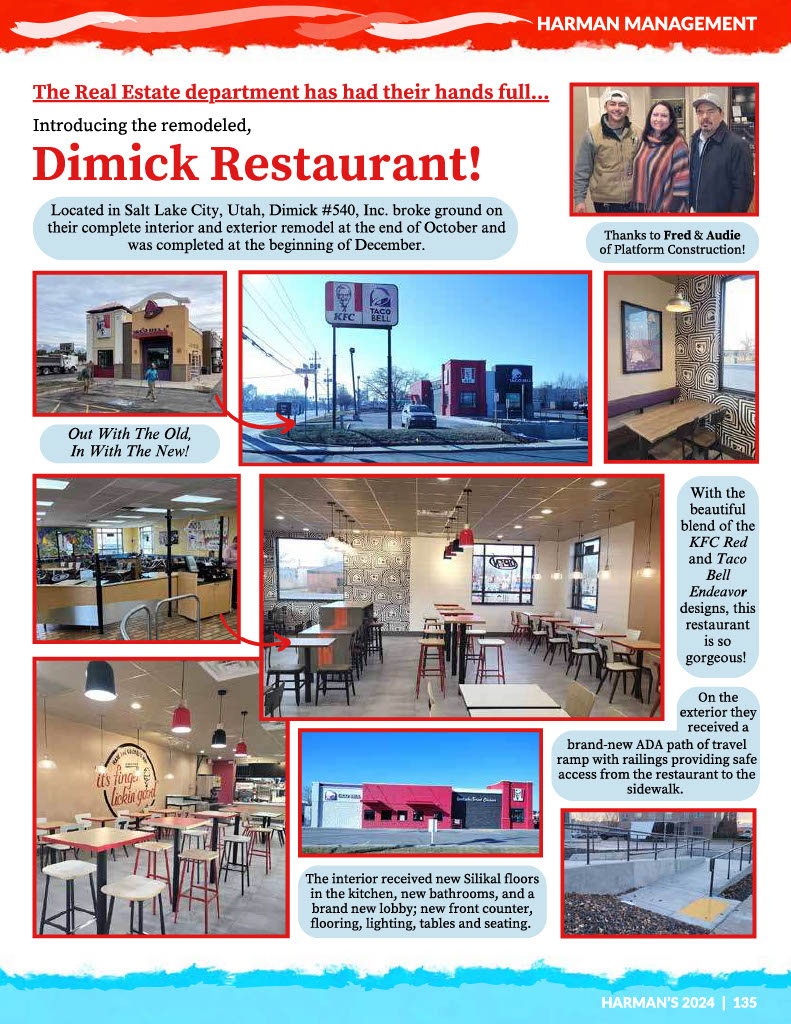 HARMAN MANAGEMENT
The Real Estate department has had their hands full...
Introducing the remodeled,
Dimick Restaurant!
Located in Salt Lake City, Utah, Dimick #540, Inc. broke ground on
their complete interior and exterior remodel at the end of October and
was completed at the beginning of December.
Thanks to Fred & Audie
of Platform Construction!
KFC
TACO
BELL
Out With The Old,
In With The New!
With the
beautiful
blend of the
KFC Red
and Taco
Bell
Endeavor
designs, this
restaurant
is so
gorgeous!
OPEN
On the
exterior they
received a
brand-new ADA path of travel
ramp with railings providing safe
access from the restaurant to the
sidewalk.
it's finger
lickin' good
The interior received new Silikal floors
in the kitchen, new bathrooms, and a
brand new lobby; new front counter,
flooring, lighting, tables and seating.
HARMAN'S 2024 | 135